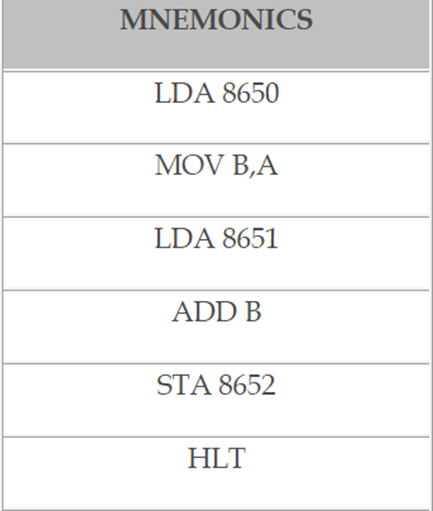 MNEMONICS
LDA 8650
MOV B,A
LDA 8651
ADD B
STA 8652
HLT